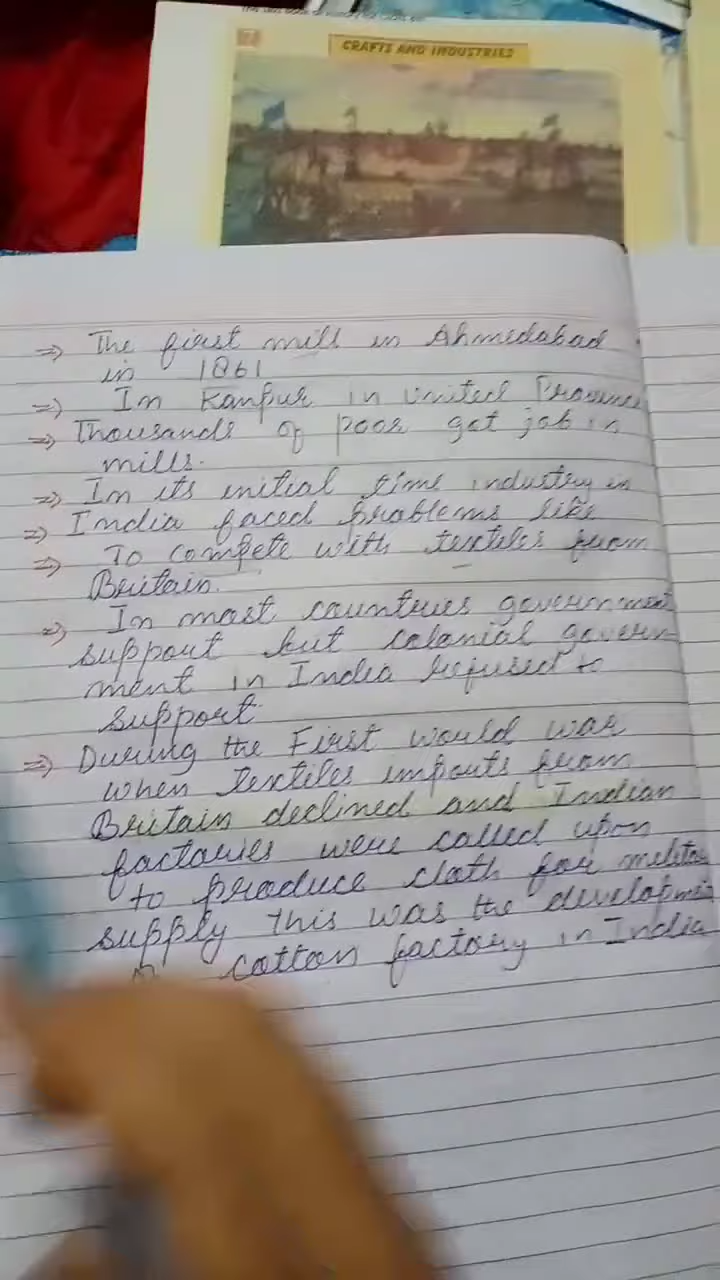 CRAFTS AND INDUSTRIES
=> The first mill in Ahmedabad
in 1861
=> In Kanpur in United Province
=> Thousands of poor got job in
mills.
=> In its initial time industry in
=> India faced problems like
=> To compete with textiles from
Britain.
=> In most countries government
support but colonial govern-
ment in India refused to
support
=> During the First would war
when textiles imports from
Britain declined and Indian
factories were called upon
to produce cloth for
supply this was the
cotton factory in India